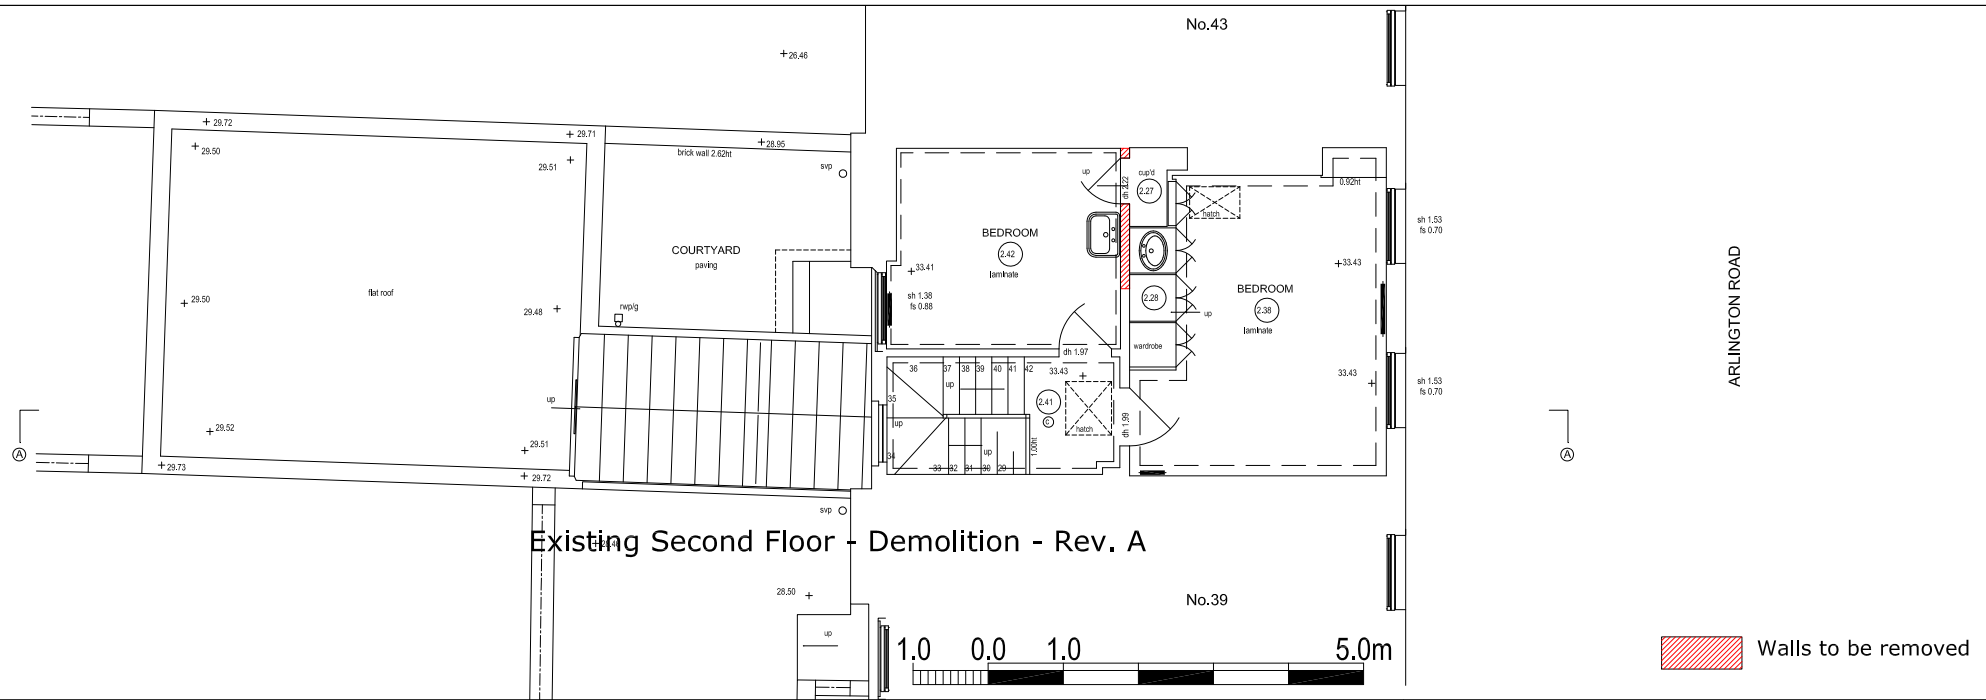 No.43
26.46
29.72
29.71
29.50
29.51
28.95
brick wall 2.62ht
svp
up
dh 2.22
cup'd
2.27
0.92ht
hatch
sh 1.53
fs 0.70
COURTYARD
paving
BEDROOM
2.42
laminate
33.41
33.43
flat roof
29.50
29.48
rwp/g
sh 1.38
fs 0.88
2.28
up
BEDROOM
2.38
laminate
ARLINGTON ROAD
wardrobe
dh 1.97
36
37
38
39
40
41
42
33.43
33.43
sh 1.53
fs 0.70
up
up
35
up
2.41
C
hatch
dh 1.99
A
29.52
29.51
34
up
1.00ht
A
29.73
29.72
33
32
31
30
29
svp
Existing Second Floor - Demolition - Rev. A
28.50
No.39
up
1.0
0.0
1.0
5.0m
Walls to be removed